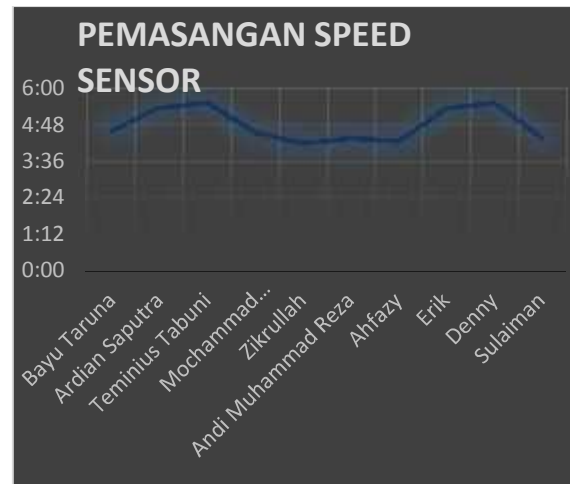 PEMASANGAN SPEED
SENSOR
6:00
4:48
3:36
2:24
1:12
0:00
Bayu Taruna
Ardian Saputra
Teminius Tabuni
Mochammad...
Zikrullah
Andi Muhammad Reza
Ahfazy
Erik
Denny
Sulaiman